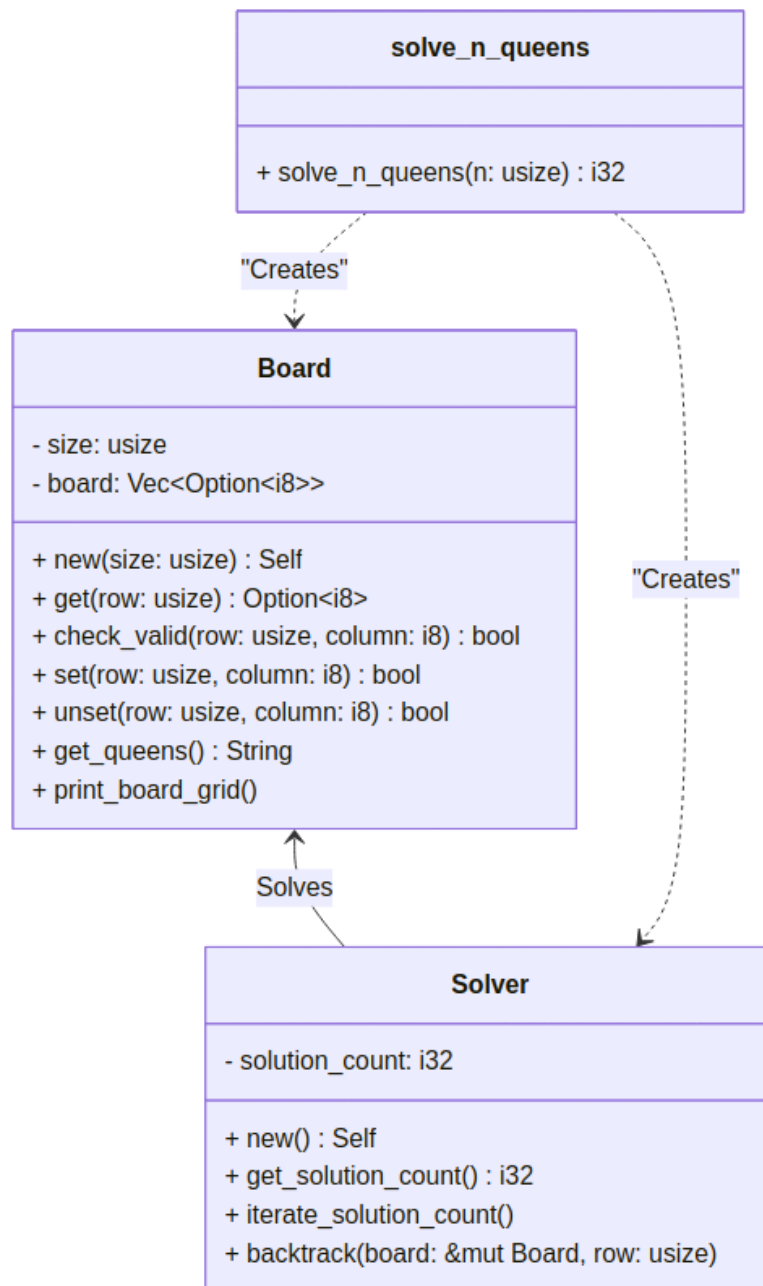 solve_n_queens
+ solve_n_queens(n: usize) : i32
"Creates"
Board
- size: usize
- board: Vec<Option<i8>>
+ new(size: usize) : Self
+ get(row: usize) : Option<i8>
+ check_valid(row: usize, column: i8) : bool
+ set(row: usize, column: i8) : bool
+ unset(row: usize, column: i8) : bool
+ get_queens() : String
+ print_board_grid()
"Creates"
Solves
Solver
- solution_count: i32
+ new() : Self
+ get_solution_count() : i32
+ iterate_solution_count()
+ backtrack(board: &mut Board, row: usize)